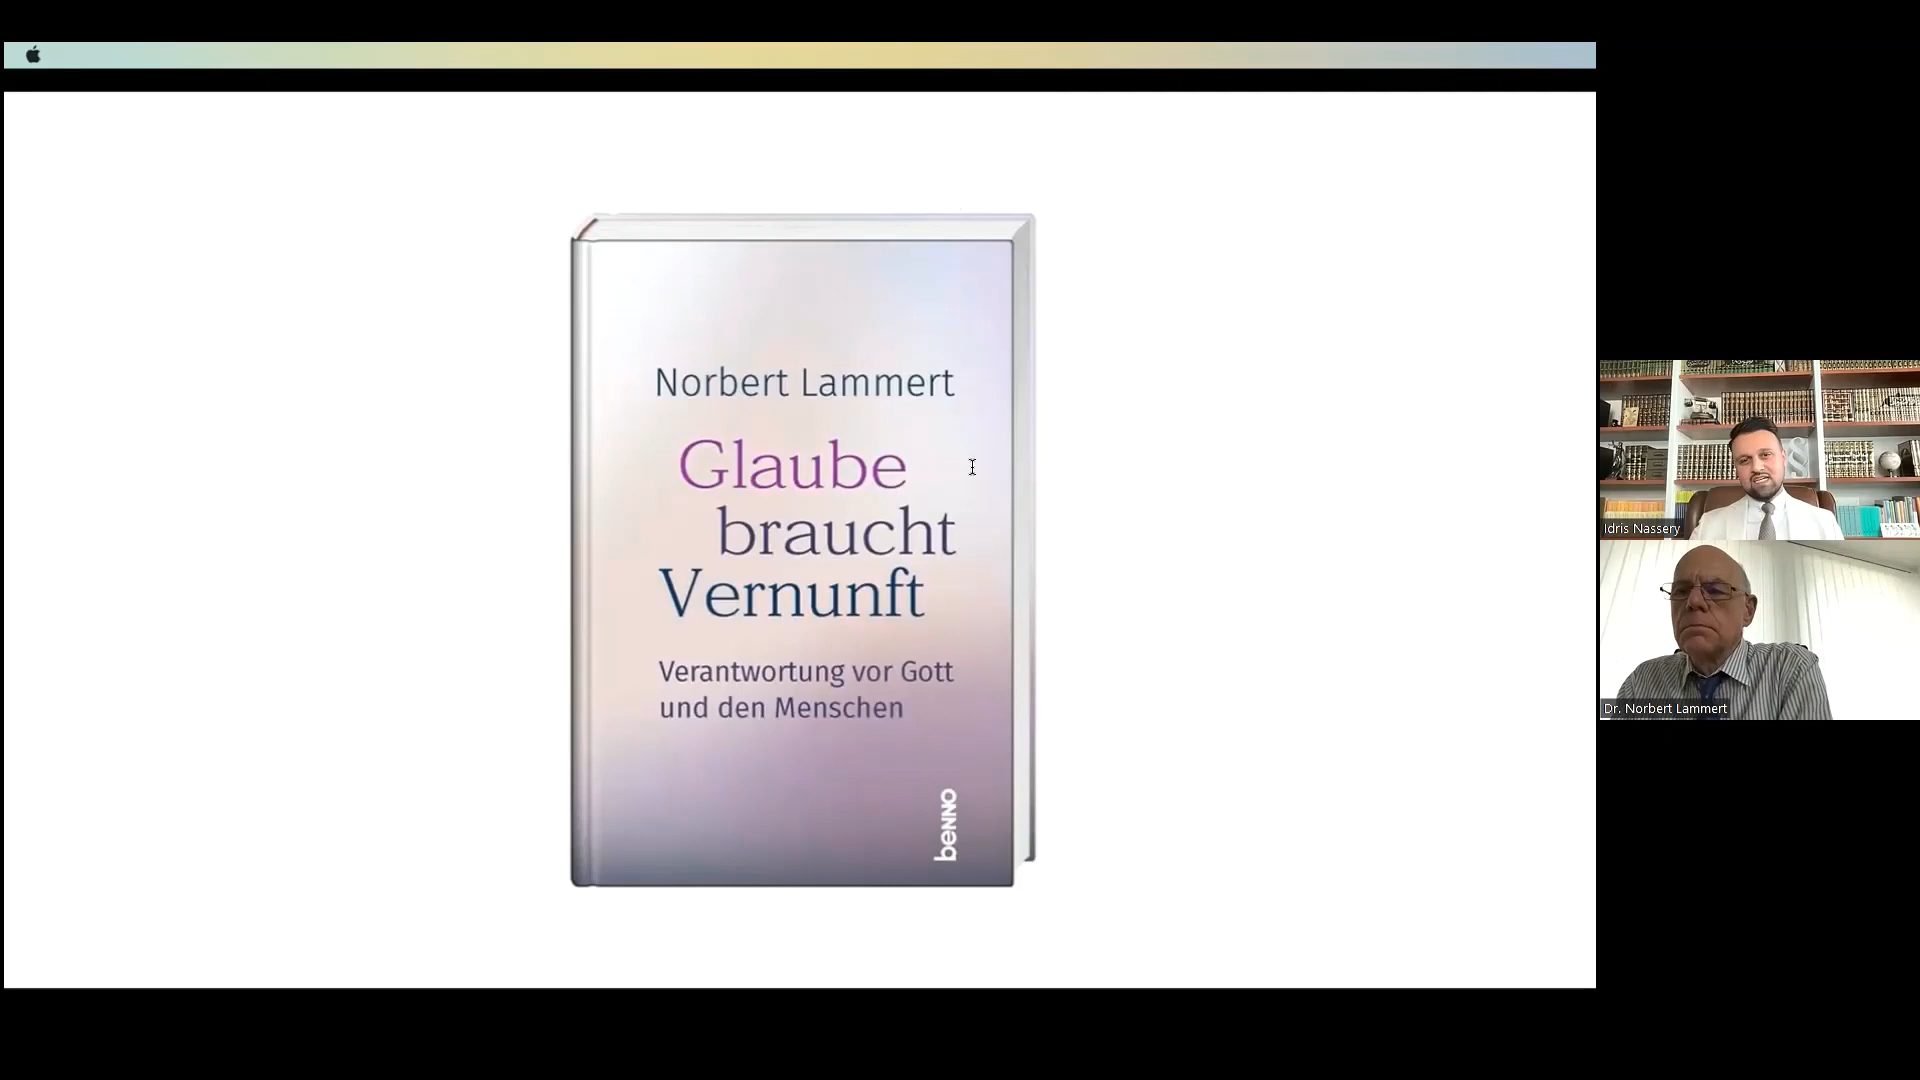 Norbert Lammert
Glaube
braucht
Vernunft
Verantwortung vor Gott
und den Menschen
benno
Idris Nassery
Dr. Norbert Lammert